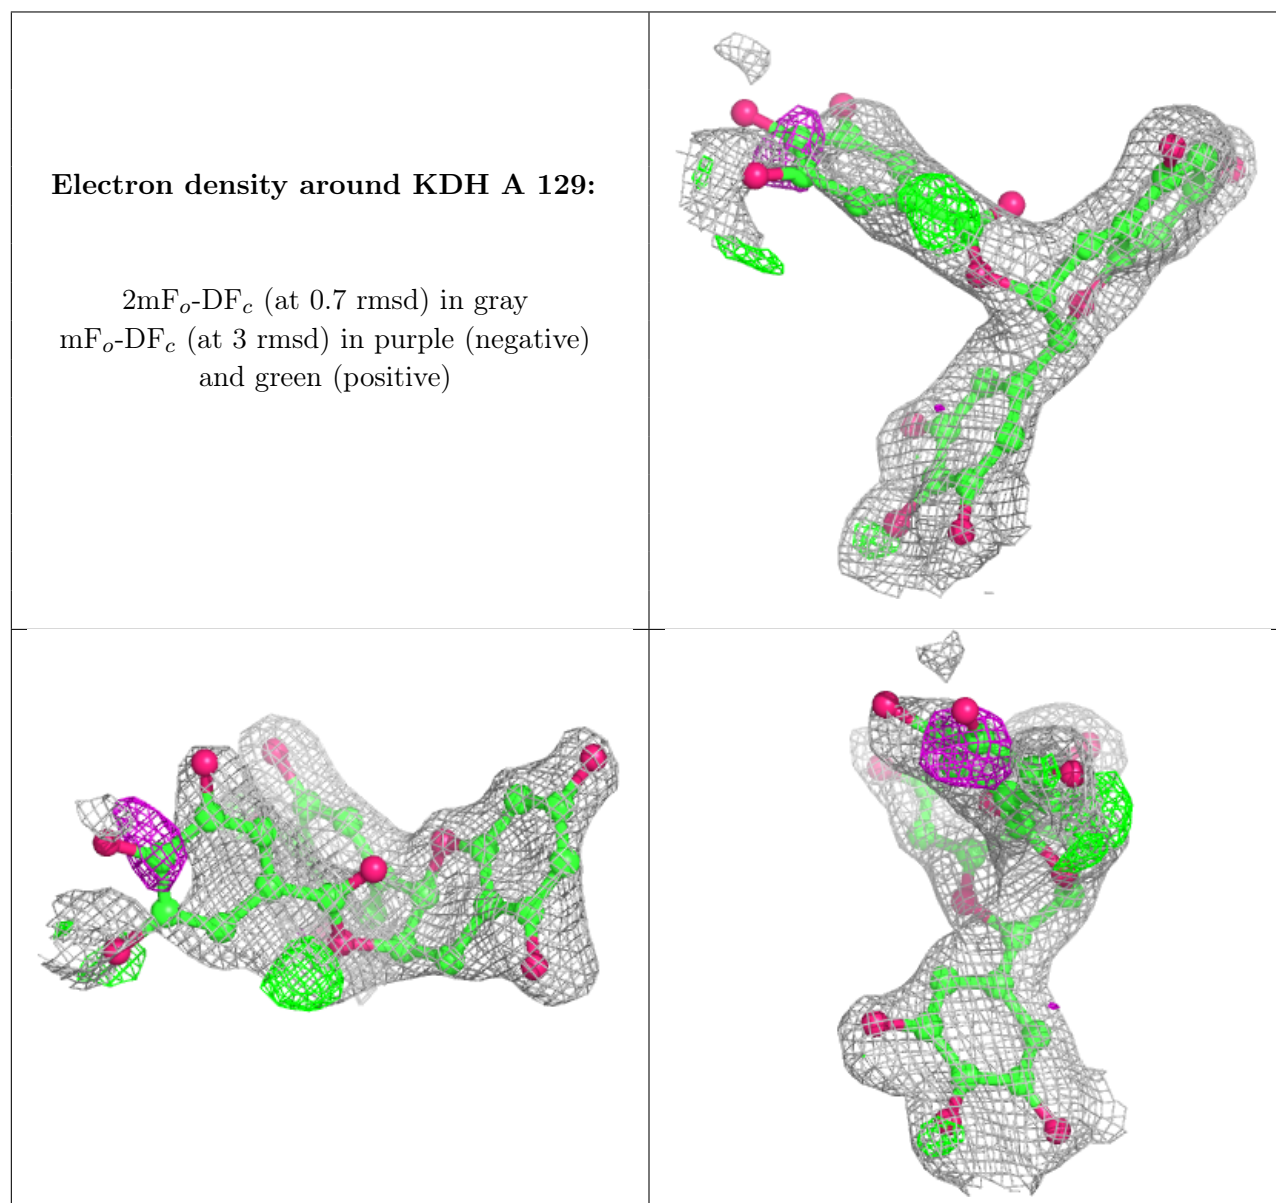 Electron density around KDH A 129:
2mFo-DFc (at 0.7 rmsd) in gray
mFo-DFc (at 3 rmsd) in purple (negative)
and green (positive)